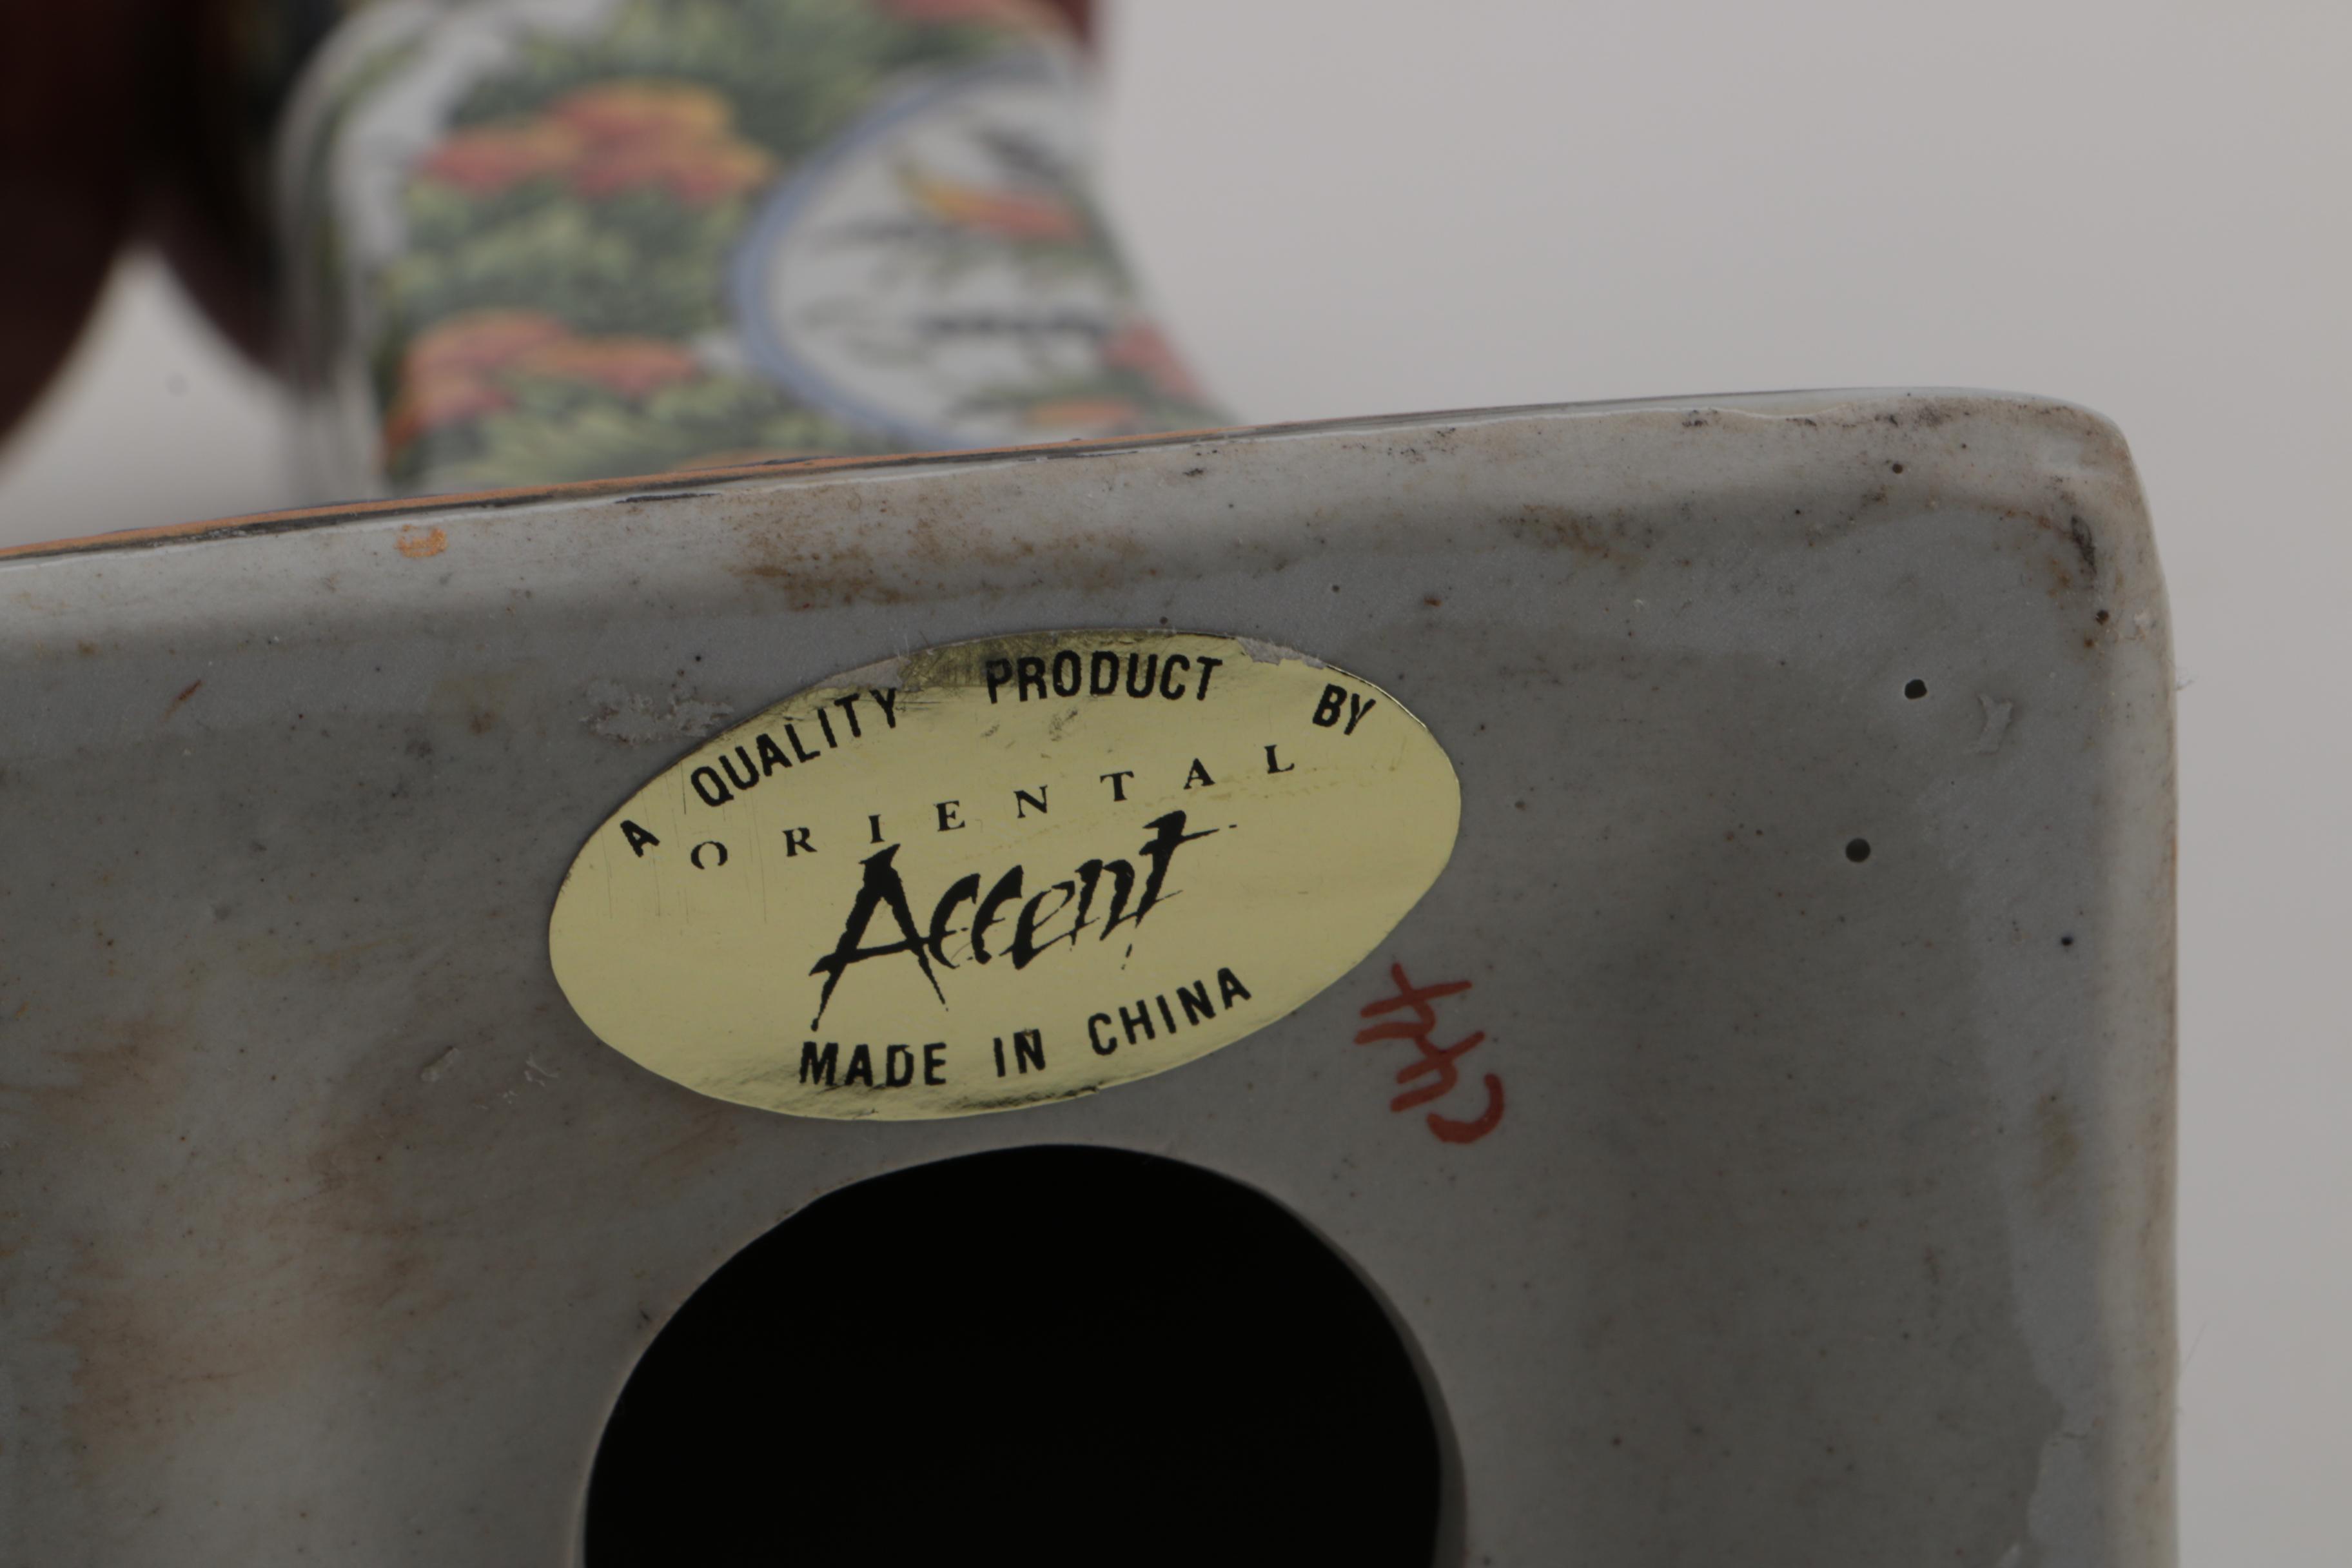 A QUALITY PRODUCT BY
ORIENTAL
Accent
MADE IN CHINA